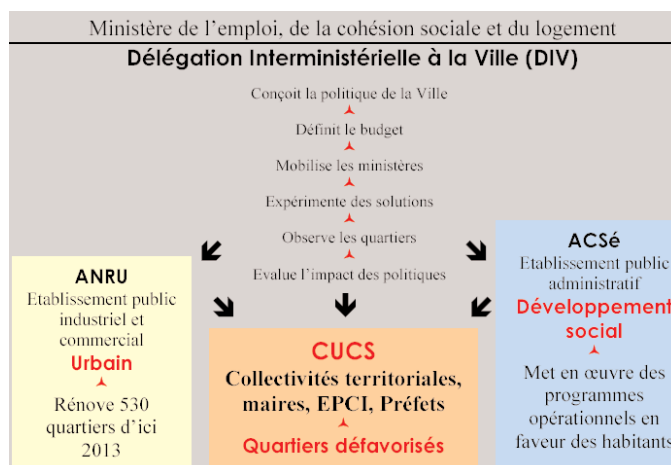 Ministère de l'emploi, de la cohésion sociale et du logement
Délégation Interministérielle à la Ville (DIV)
Conçoit la politique de la Ville
Définit le budget
Mobilise les ministères
Expérimente des solutions
Observe les quartiers
Evalue l'impact des politiques
ANRU
Etablissement public
industriel et
commercial
Urbain
Rénove 530
quartiers d'ici
2013
CUCS
Collectivités territoriales,
maires, EPCI, Préfets
Quartiers défavorisés
ACSé
Etablissement public
administratif
Développement
social
Met en œuvre des
programmes
opérationnels en
faveur des habitants